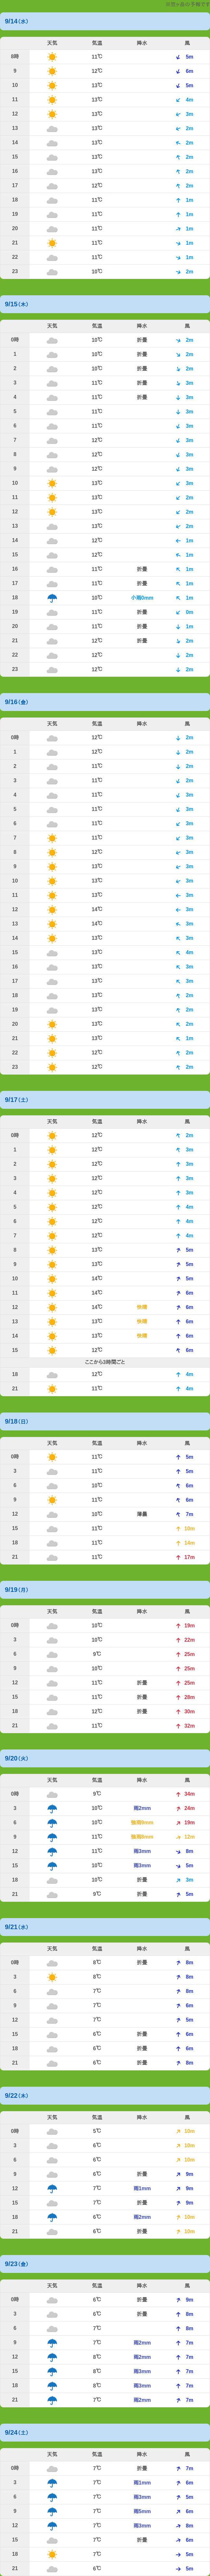 9/14(水)
天気 気温 降水 風
8時 11℃ 5m
9 12℃ 6m
10 13℃ 5m
11 13℃ 4m
12 13℃ 3m
13 13℃ 2m
14 13℃ 2m
15 13℃ 2m
16 13℃ 2m
17 12℃ 2m
18 11℃ 1m
19 11℃ 1m
20 11℃ 1m
21 11℃ 1m
22 11℃ 1m
23 10℃ 2m
9/15(木)
天気 気温 降水 風
0時 10℃ 折畳 2m
1 10℃ 折畳 2m
2 10℃ 折畳 2m
3 11℃ 折畳 3m
4 11℃ 折畳 3m
5 11℃ 3m
6 11℃ 3m
7 12℃ 3m
8 12℃ 3m
9 12℃ 3m
10 13℃ 3m
11 13℃ 2m
12 13℃ 2m
13 13℃ 2m
14 12℃ 1m
15 12℃ 1m
16 11℃ 折畳 1m
17 11℃ 折畳 1m
18 10℃ 小雨0mm 1m
19 11℃ 折畳 0m
20 11℃ 折畳 1m
21 12℃ 折畳 2m
22 12℃ 2m
23 12℃ 2m
9/16(金)
天気 気温 降水 風
0時 12℃ 2m
1 12℃ 2m
2 11℃ 2m
3 11℃ 2m
4 11℃ 3m
5 11℃ 3m
6 11℃ 3m
7 11℃ 3m
8 12℃ 3m
9 13℃ 3m
10 13℃ 3m
11 13℃ 3m
12 14℃ 3m
13 14℃ 3m
14 13℃ 3m
15 13℃ 4m
16 13℃ 3m
17 13℃ 3m
18 13℃ 2m
19 13℃ 2m
20 13℃ 2m
21 13℃ 1m
22 12℃ 2m
23 12℃ 2m
9/17(土)
天気 気温 降水 風
0時 12℃ 2m
1 12℃ 3m
2 12℃ 3m
3 12℃ 3m
4 12℃ 3m
5 12℃ 4m
6 12℃ 4m
7 12℃ 4m
8 13℃ 5m
9 13℃ 5m
10 14℃ 5m
11 14℃ 6m
12 14℃ 快晴 6m
13 13℃ 快晴 6m
14 13℃ 快晴 6m
15 12℃ 6m
ここから3時間ごと
18 12℃ 4m
21 11℃ 4m
9/18(日)
天気 気温 降水 風
0時 11℃ 5m
3 11℃ 5m
6 10℃ 6m
9 11℃ 6m
12 10℃ 薄曇 7m
15 11℃ 10m
18 11℃ 14m
21 11℃ 17m
9/19(月)
天気 気温 降水 風
0時 10℃ 19m
3 10℃ 22m
6 9℃ 25m
9 10℃ 25m
12 11℃ 折畳 25m
15 11℃ 折畳 28m
18 12℃ 折畳 30m
21 11℃ 32m
9/20(火)
天気 気温 降水 風
0時 9℃ 34m
3 10℃ 雨2mm 24m
6 10℃ 19m
9 11℃ 12m
12 11℃ 雨3mm 8m
15 10℃ 雨3mm 5m
18 10℃ 折畳 3m
21 9℃ 折畳 5m
9/21(水)
天気 気温 降水 風
0時 8℃ 折畳 8m
3 8℃ 8m
6 7℃ 8m
9 7℃ 6m
12 7℃ 5m
15 6℃ 折畳 6m
18 6℃ 折畳 6m
21 6℃ 折畳 8m
9/22(木)
天気 気温 降水 風
0時 5℃ 10m
3 6℃ 10m
6 6℃ 10m
9 6℃ 折畳 9m
12 7℃ 雨1mm 9m
15 7℃ 折畳 9m
18 6℃ 雨2mm 10m
21 6℃ 折畳 10m
9/23(金)
天気 気温 降水 風
0時 6℃ 折畳 9m
3 6℃ 折畳 8m
6 7℃ 8m
9 7℃ 雨2mm 7m
12 8℃ 雨2mm 7m
15 8℃ 雨3mm 7m
18 8℃ 雨3mm 7m
21 7℃ 雨2mm 7m
9/24(土)
天気 気温 降水 風
0時 7℃ 折畳 7m
3 7℃ 雨1mm 6m
6 7℃ 雨3mm 5m
9 7℃ 雨5mm 6m
12 7℃ 雨3mm 8m
15 7℃ 折畳 6m
18 7℃ 5m
21 6℃ 5m